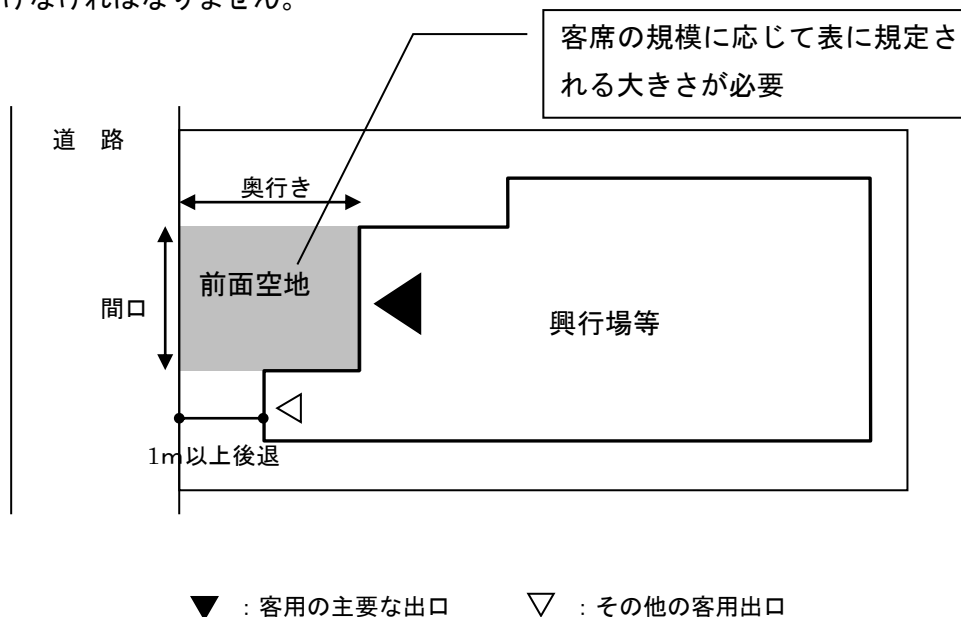 けなければなりません。
客席の規模に応じて表に規定さ
れる大きさが必要
道 路
奥行き
前面空地
間口
興行場等
1m以上後退
▼ :客用の主要な出口 ▽ :その他の客用出口